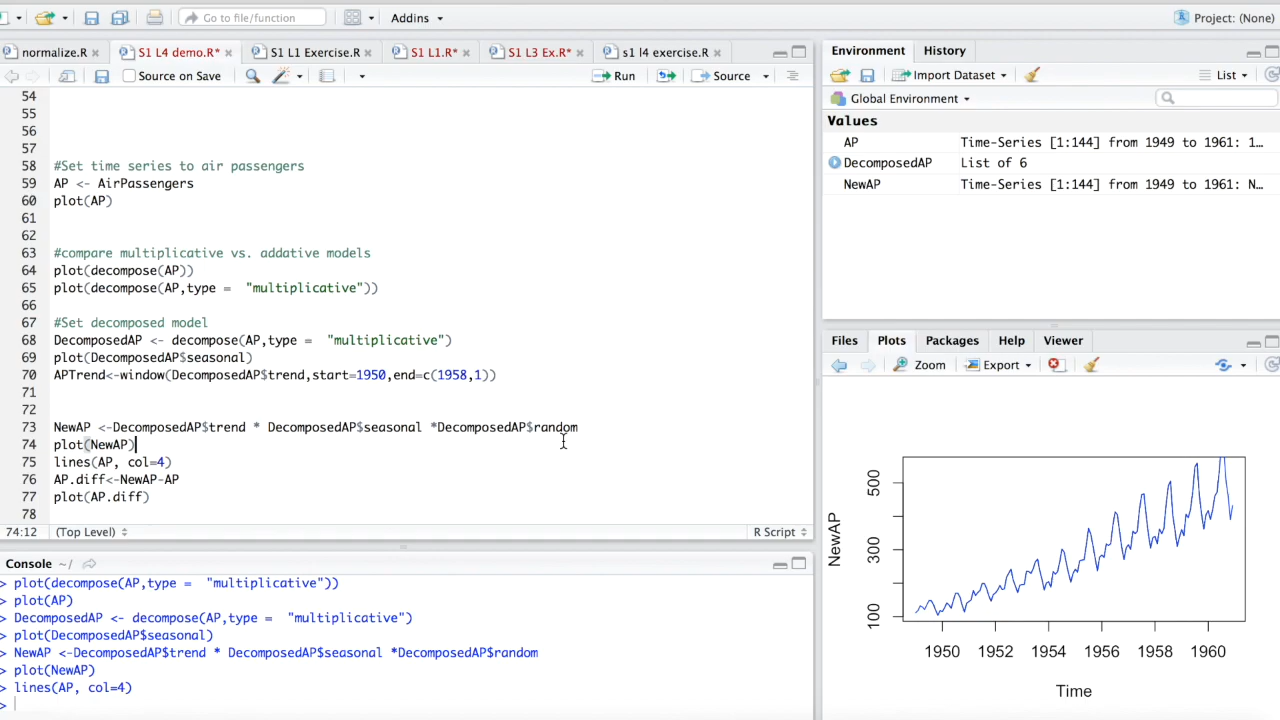 Go to file/function
Addins
Project: (None)
normalize.R
S1 L4 demo.R*
S1 L1 Exercise.R
S1 L1.R*
S1 L3 Ex.R*
s1 l4 exercise.R
Source on Save
Run
Source
54
55
56
57
58 #Set time series to air passengers
59 AP <- AirPassengers
60 plot(AP)
61
62
63 #compare multiplicative vs. addative models
64 plot(decompose(AP))
65 plot(decompose(AP,type =  "multiplicative"))
66
67 #Set decomposed model
68 DecomposedAP <- decompose(AP,type =  "multiplicative")
69 plot(DecomposedAP$seasonal)
70 APTrend<-window(DecomposedAP$trend,start=1950,end=c(1958,1))
71
72
73 NewAP <-DecomposedAP$trend * DecomposedAP$seasonal *DecomposedAP$random
74 plot(NewAP)
75 lines(AP, col=4)
76 AP.diff<-NewAP-AP
77 plot(AP.diff)
78
74:12 (Top Level) R Script
Console ~/
> plot(decompose(AP,type =  "multiplicative"))
> plot(AP)
> DecomposedAP <- decompose(AP,type =  "multiplicative")
> plot(DecomposedAP$seasonal)
> NewAP <-DecomposedAP$trend * DecomposedAP$seasonal *DecomposedAP$random
> plot(NewAP)
> lines(AP, col=4)
>
Environment History
Import Dataset List
Global Environment
Values
AP Time-Series [1:144] from 1949 to 1961: 1…
DecomposedAP List of 6
NewAP Time-Series [1:144] from 1949 to 1961: N…
Files Plots Packages Help Viewer
Zoom Export
NewAP
500
300
100
1950 1952 1954 1956 1958 1960
Time